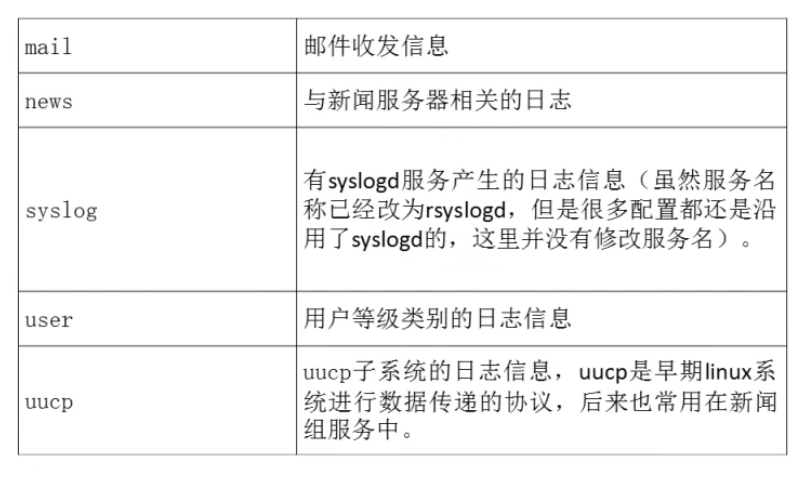 mail 邮件收发信息
news 与新闻服务器相关的日志
有syslogd服务产生的日志信息（虽然服务名
syslog 称已经改为rsyslogd，但是很多配置都还是沿
用了syslogd的，这里并没有修改服务名）。
user 用户等级类别的日志信息
uucp子系统的日志信息，uucp是早期linux系
uucp 统进行数据传递的协议，后来也常用在新闻
组服务中。